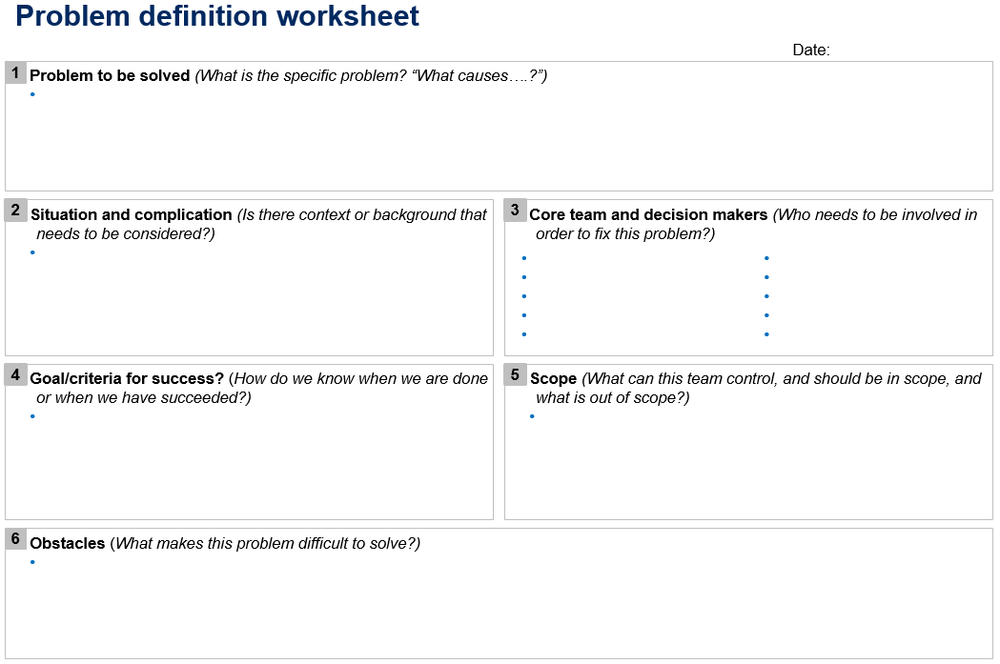 Problem definition worksheet
Date:
1 Problem to be solved (What is the specific problem? “What causes….?”)
•
2 Situation and complication (Is there context or background that
needs to be considered?)
•
3 Core team and decision makers (Who needs to be involved in
order to fix this problem?)
• •
• •
• •
• •
• •
4 Goal/criteria for success? (How do we know when we are done
or when we have succeeded?)
•
5 Scope (What can this team control, and should be in scope, and
what is out of scope?)
•
6 Obstacles (What makes this problem difficult to solve?)
•